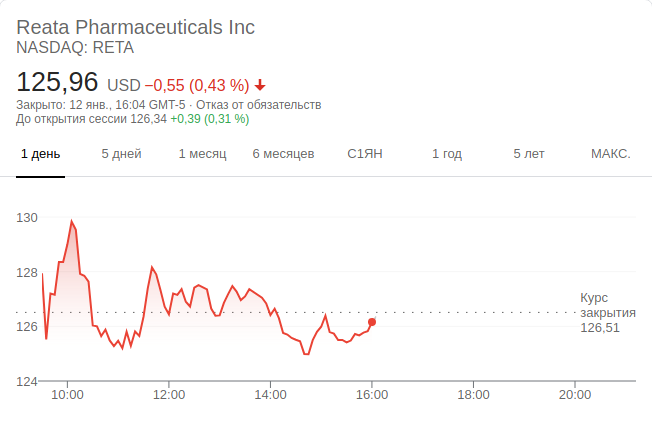 Reata Pharmaceuticals Inc
NASDAQ: RETA
125,96 USD −0,55 (0,43 %)
Закрыто: 12 янв., 16:04 GMT-5 · Отказ от обязательств
До открытия сессии 126,34 +0,39 (0,31 %)
1 день 5 дней 1 месяц 6 месяцев С1ЯН 1 год 5 лет МАКС.
130
128
Курс
закрытия
126,51
126
124
10:00 12:00 14:00 16:00 18:00 20:00